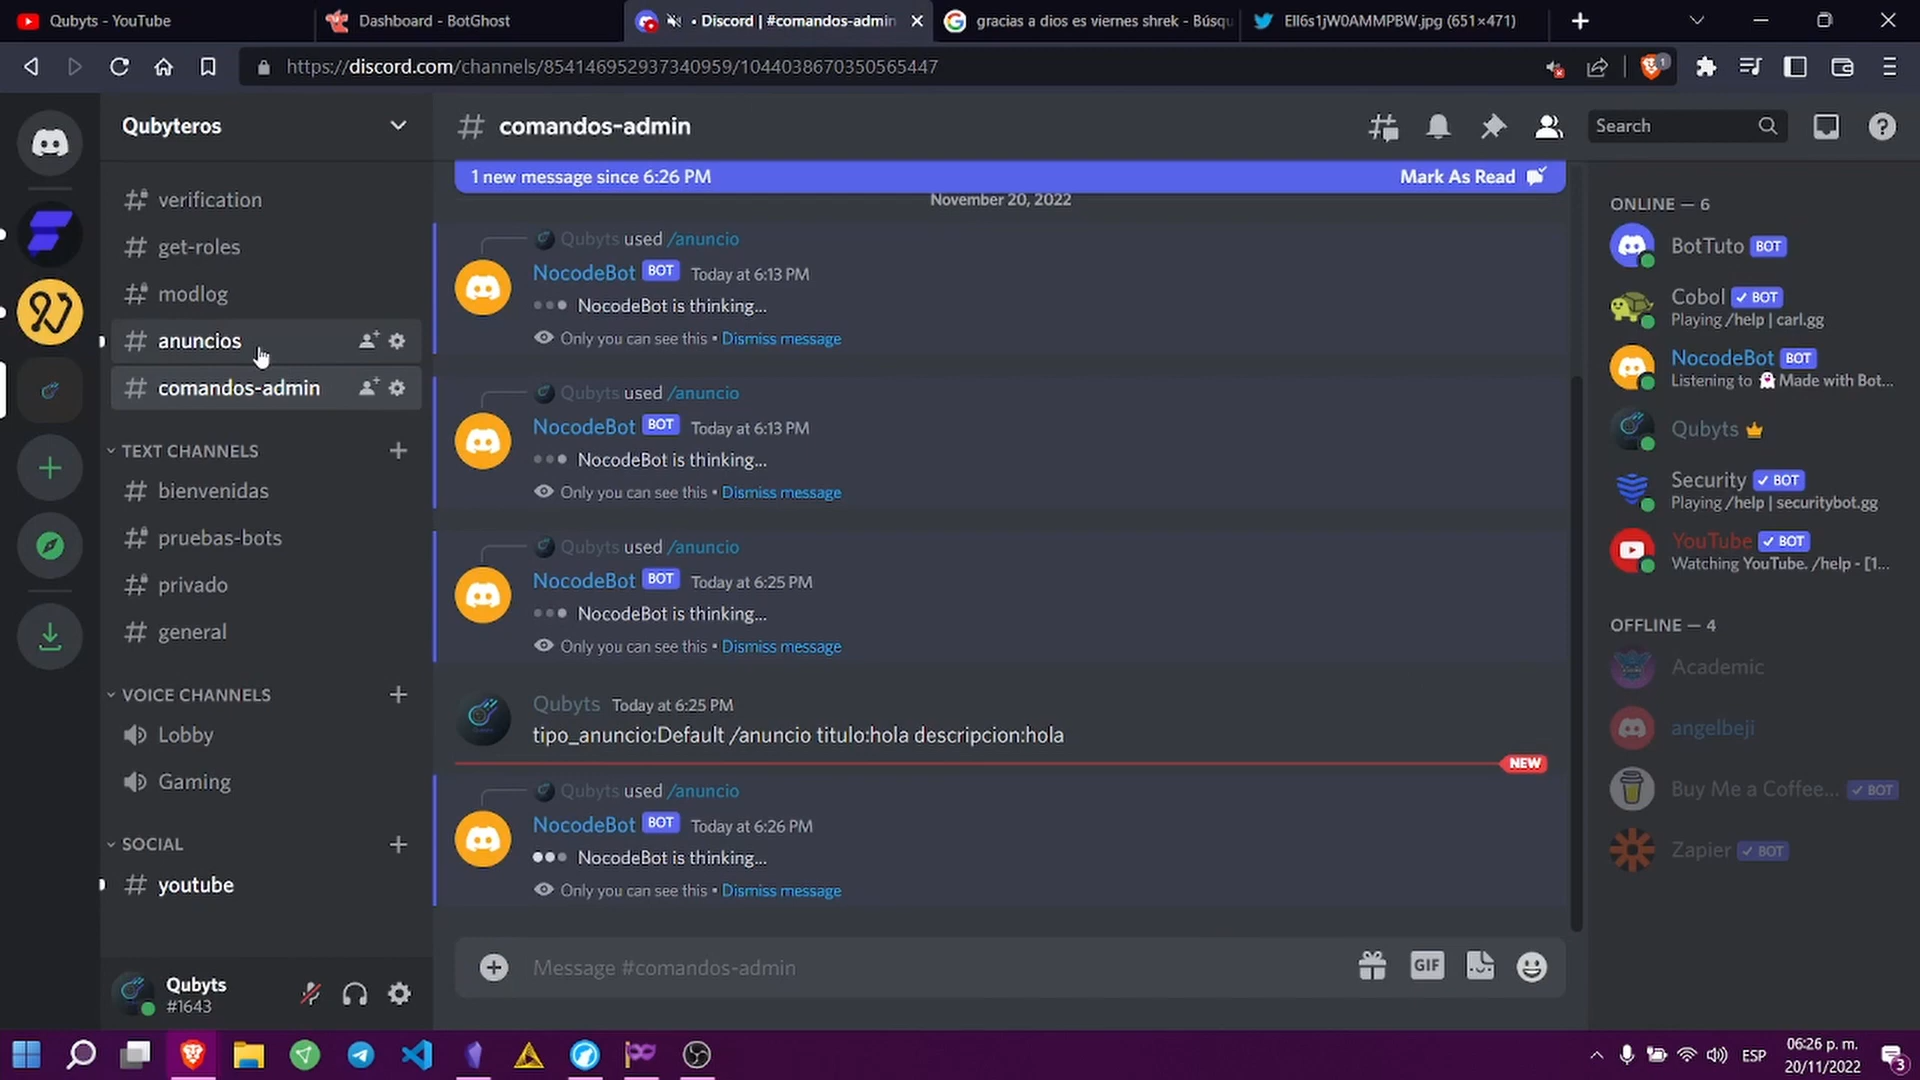 Qubyts - YouTube
Dashboard - BotGhost
• Discord | #comandos-admin
gracias a dios es viernes shrek - Búsqu
EIl6s1jW0AMMPBW.jpg (651×471)
https://discord.com/channels/854146952937340959/1044038670350565447
1
Qubyteros
comandos-admin
Search
verification
get-roles
modlog
anuncios
comandos-admin
TEXT CHANNELS
bienvenidas
pruebas-bots
privado
general
VOICE CHANNELS
Lobby
Gaming
SOCIAL
youtube
Qubyts
#1643
1 new message since 6:26 PM
Mark As Read
November 20, 2022
Qubyts used /anuncio
NocodeBot BOT Today at 6:13 PM
NocodeBot is thinking...
Only you can see this • Dismiss message
Qubyts used /anuncio
NocodeBot BOT Today at 6:13 PM
NocodeBot is thinking...
Only you can see this • Dismiss message
Qubyts used /anuncio
NocodeBot BOT Today at 6:25 PM
NocodeBot is thinking...
Only you can see this • Dismiss message
Qubyts Today at 6:25 PM
tipo_anuncio:Default /anuncio titulo:hola descripcion:hola
NEW
Qubyts used /anuncio
NocodeBot BOT Today at 6:26 PM
NocodeBot is thinking...
Only you can see this • Dismiss message
Message #comandos-admin
GIF
ONLINE — 6
BotTuto BOT
Cobol ✓ BOT
Playing /help | carl.gg
NocodeBot BOT
Listening to 👻 Made with Bot...
Qubyts
Security ✓ BOT
Playing /help | securitybot.gg
YouTube ✓ BOT
Watching YouTube. /help - [1...
OFFLINE — 4
Academic
angelbeji
Buy Me a Coffee... ✓ BOT
Zapier ✓ BOT
ESP
06:26 p. m.
20/11/2022
3